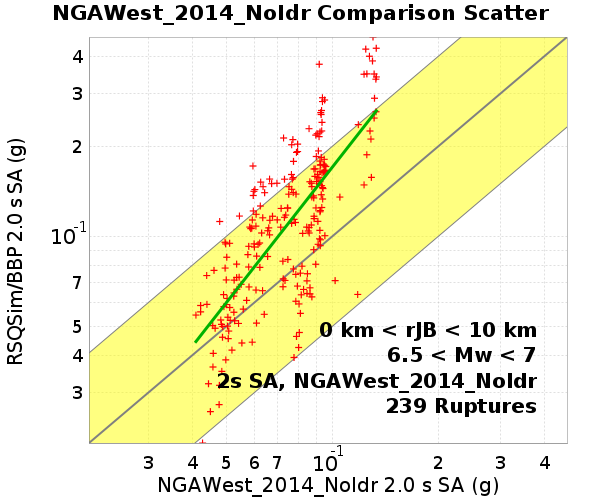 NGAWest_2014_NoIdr Comparison Scatter
RSQSim/BBP 2.0 s SA (g)
4
3
2
10-1
7
5
4
3
0 km < rJB < 10 km
6.5 < Mw < 7
2s SA, NGAWest_2014_NoIdr
239 Ruptures
3 4 5 6 7 10-1 2 3 4
NGAWest_2014_NoIdr 2.0 s SA (g)